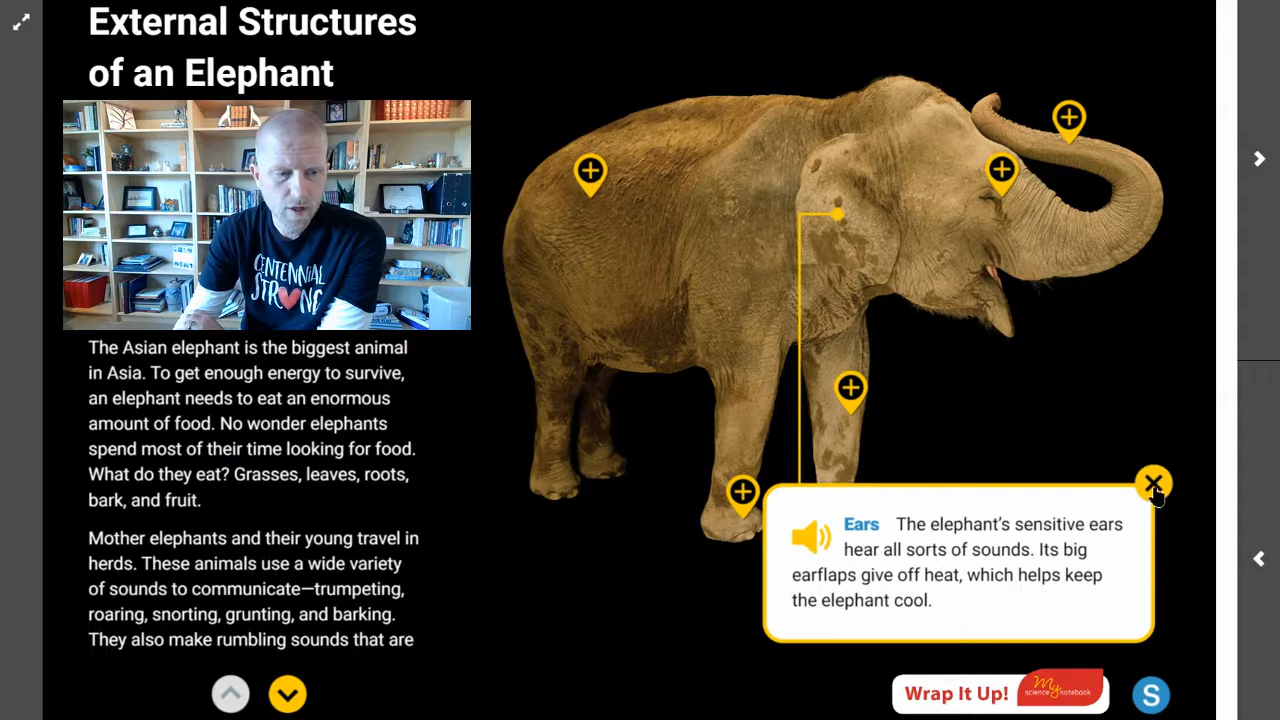 External Structures
of an Elephant
CENTENNIAL
STRONG
The Asian elephant is the biggest animal
in Asia. To get enough energy to survive,
an elephant needs to eat an enormous
amount of food. No wonder elephants
spend most of their time looking for food.
What do they eat? Grasses, leaves, roots,
bark, and fruit.
Mother elephants and their young travel in
herds. These animals use a wide variety
of sounds to communicate—trumpeting,
roaring, snorting, grunting, and barking.
They also make rumbling sounds that are
Ears The elephant's sensitive ears
hear all sorts of sounds. Its big
earflaps give off heat, which helps keep
the elephant cool.
Wrap It Up!
My
science notebook
S